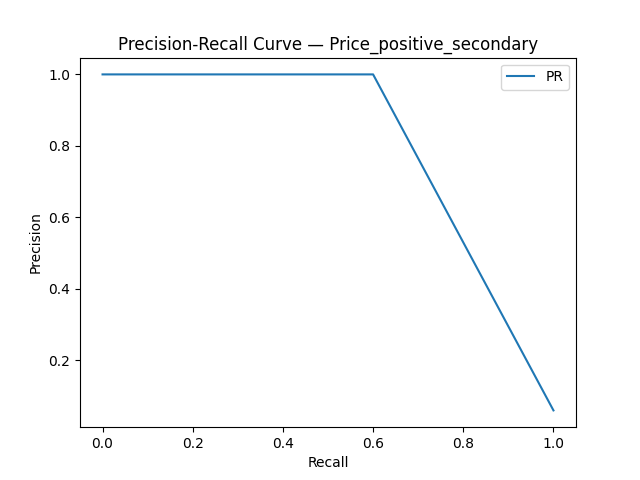 Precision-Recall Curve — Price_positive_secondary
PR
1.0
0.8
0.6
0.4
0.2
Precision
0.0 0.2 0.4 0.6 0.8 1.0
Recall